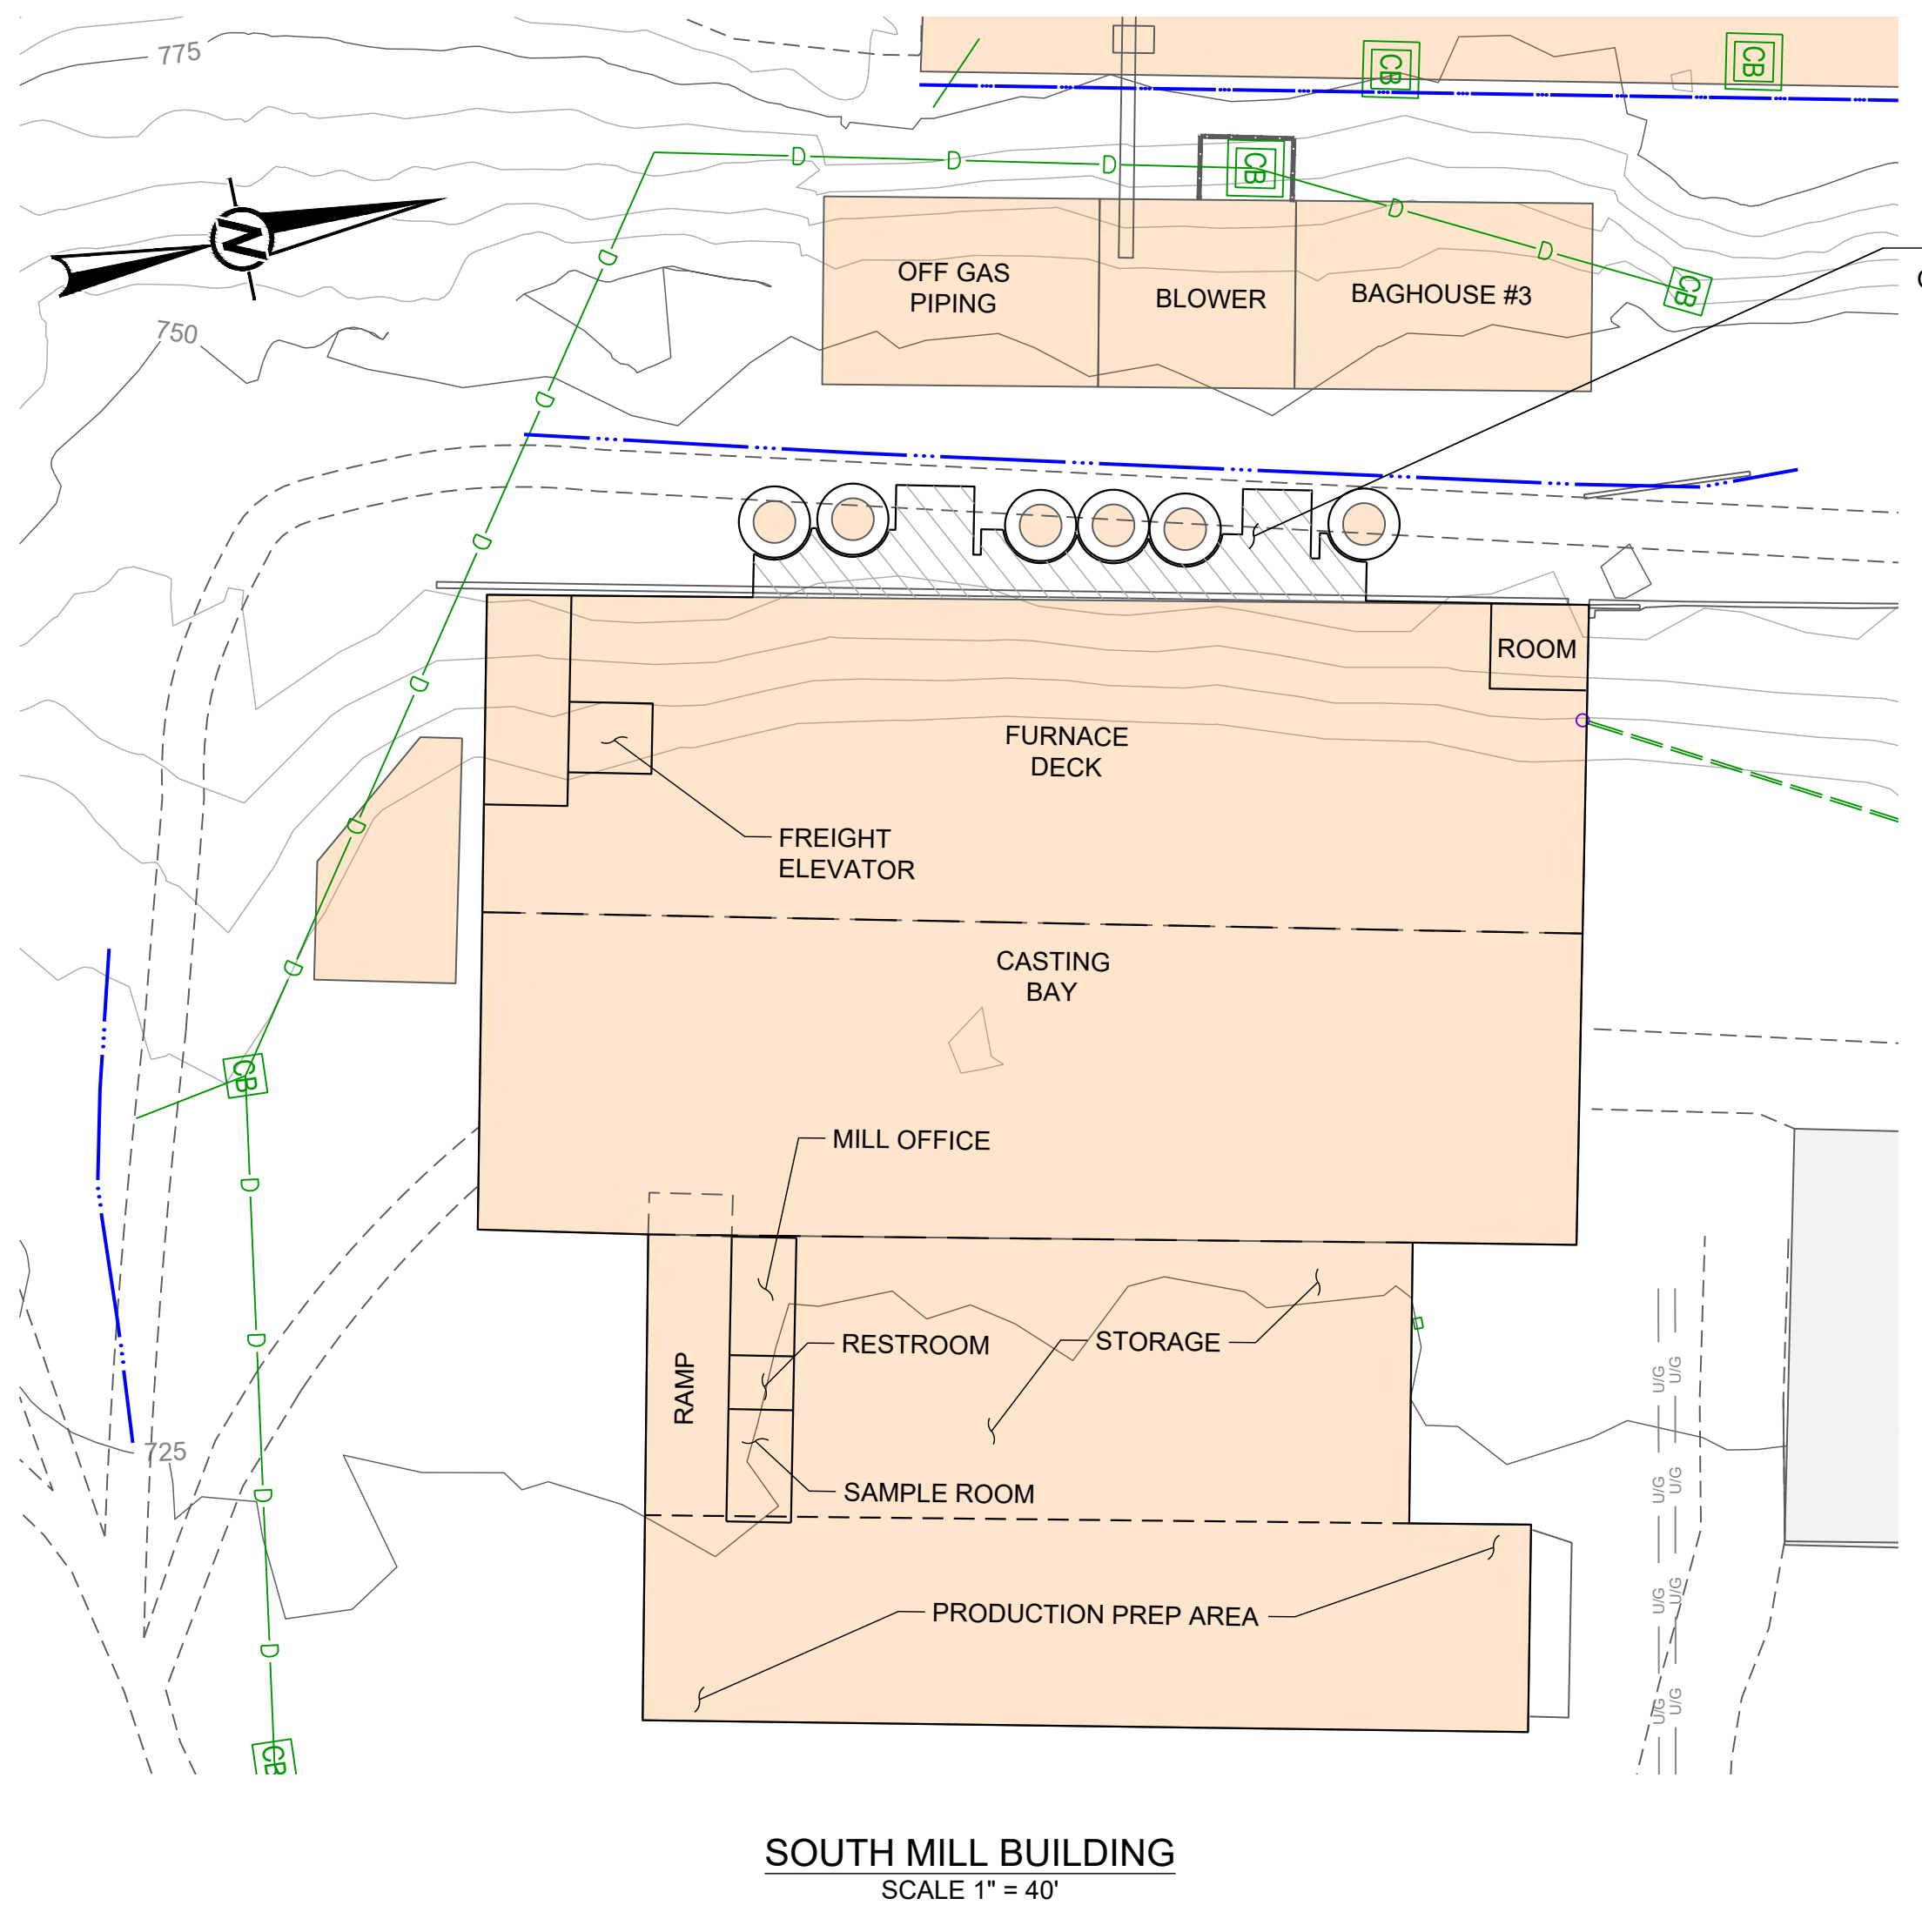 775
CB
CB
D
D
D
CB
D
N
D
D
CB
OFF GAS
PIPING
BLOWER
BAGHOUSE #3
750
D
D
ROOM
D
FURNACE
DECK
D
FREIGHT
ELEVATOR
CASTING
BAY
D
CB
MILL OFFICE
D
D
RESTROOM
STORAGE
RAMP
U/G
U/G
725
D
SAMPLE ROOM
U/G
U/G
PRODUCTION PREP AREA
U/G
U/G
D
U/G
U/G
CB
SOUTH MILL BUILDING
SCALE 1" = 40'